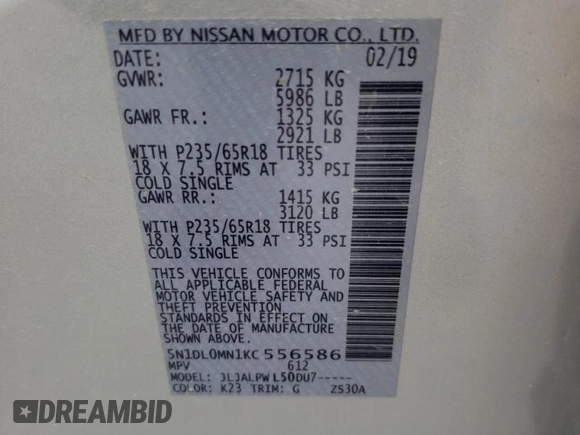 MFD BY NISSAN MOTOR CO., LTD.
DATE: 02/19
GVWR: 2715 KG
5986 LB
GAWR FR.: 1325 KG
2921 LB
WITH P235/65R18 TIRES
18 X 7.5 RIMS AT 33 PSI
COLD SINGLE
GAWR RR.: 1415 KG
3120 LB
WITH P235/65R18 TIRES
18 X 7.5 RIMS AT 33 PSI
COLD SINGLE
THIS VEHICLE CONFORMS TO
ALL APPLICABLE FEDERAL
MOTOR VEHICLE SAFETY AND
THEFT PREVENTION
STANDARDS IN EFFECT ON
THE DATE OF MANUFACTURE
SHOWN ABOVE.
5N1DL0MN1KC556586
MPV 612
MODEL: JLJALPWL50DU7-----
COLOR: K23 TRIM: G ZS30A
DEALERS CAR HISTORY